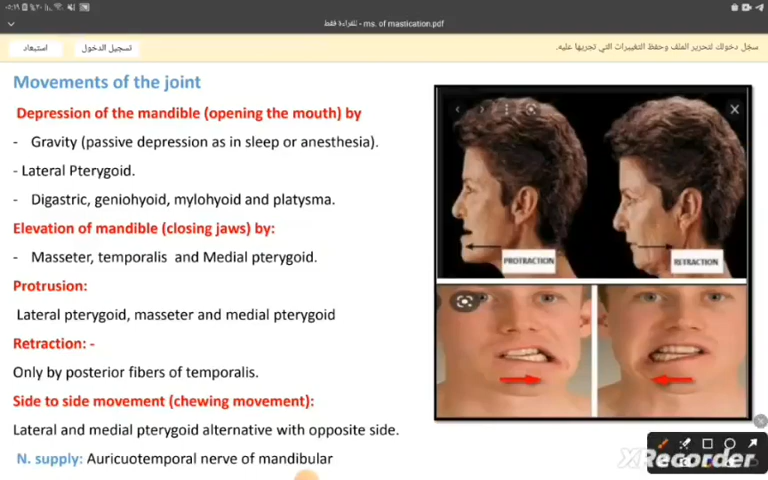 ms. of mastication.pdf - للقراءة فقط
سجّل دخولك لتحرير الملف وحفظ التغييرات التي تجريها عليه.
تسجيل الدخول
استبعاد
Movements of the joint
Depression of the mandible (opening the mouth) by
- Gravity (passive depression as in sleep or anesthesia).
- Lateral Pterygoid.
- Digastric, geniohyoid, mylohyoid and platysma.
Elevation of mandible (closing jaws) by:
- Masseter, temporalis and Medial pterygoid.
Protrusion:
Lateral pterygoid, masseter and medial pterygoid
Retraction: -
Only by posterior fibers of temporalis.
Side to side movement (chewing movement):
Lateral and medial pterygoid alternative with opposite side.
N. supply: Auricuotemporal nerve of mandibular
PROTRACTION
RETRACTION
XRecorder